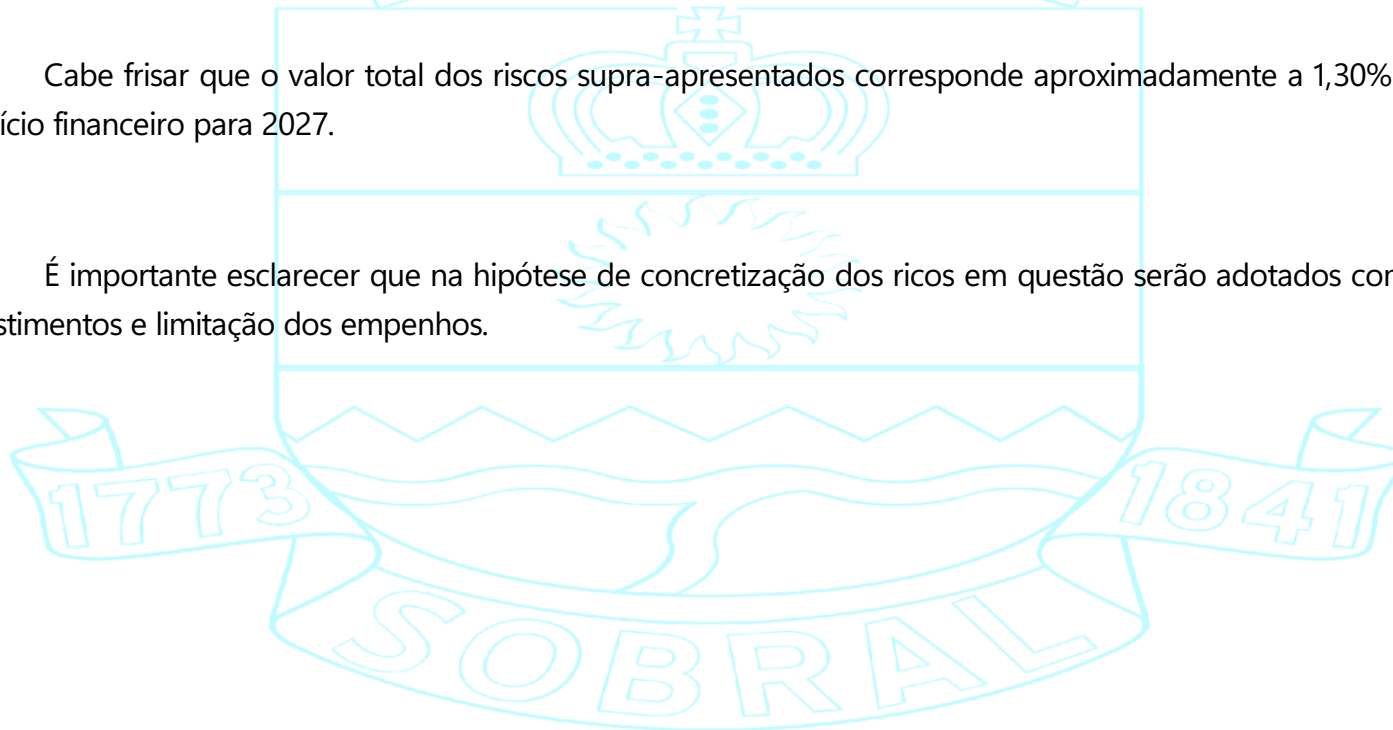 Cabe frisar que o valor total dos riscos supra-apresentados corresponde aproximadamente a 1,30%
ício financeiro para 2027.
É importante esclarecer que na hipótese de concretização dos ricos em questão serão adotados cor
stimentos e limitação dos empenhos.
1773
1841
SOBRAL